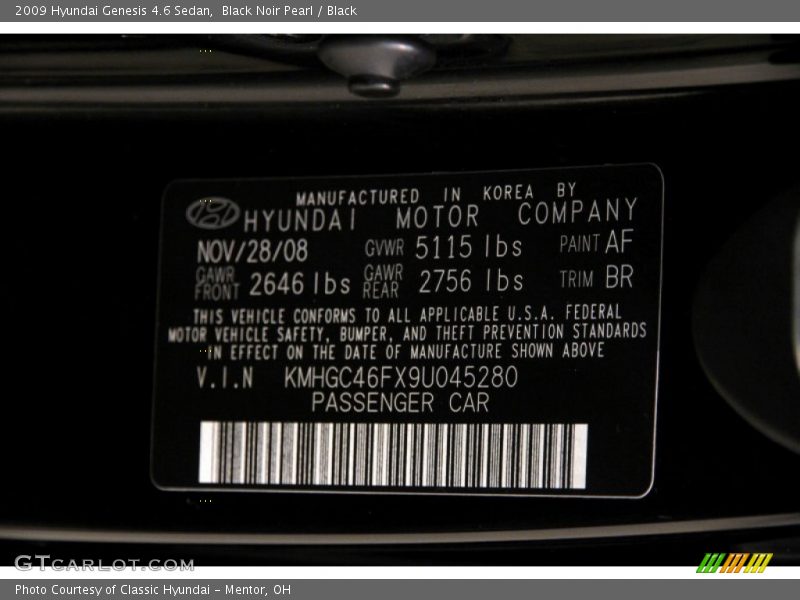 2009 Hyundai Genesis 4.6 Sedan, Black Noir Pearl / Black
MANUFACTURED IN KOREA BY
HYUNDAI MOTOR COMPANY
NOV/28/08 GVWR 5115 lbs PAINT AF
GAWR FRONT 2646 lbs GAWR REAR 2756 lbs TRIM BR
THIS VEHICLE CONFORMS TO ALL APPLICABLE U.S.A. FEDERAL
MOTOR VEHICLE SAFETY, BUMPER, AND THEFT PREVENTION STANDARDS
IN EFFECT ON THE DATE OF MANUFACTURE SHOWN ABOVE
V.I.N KMHGC46FX9U045280
PASSENGER CAR
GTCARLOT.COM
Photo Courtesy of Classic Hyundai - Mentor, OH